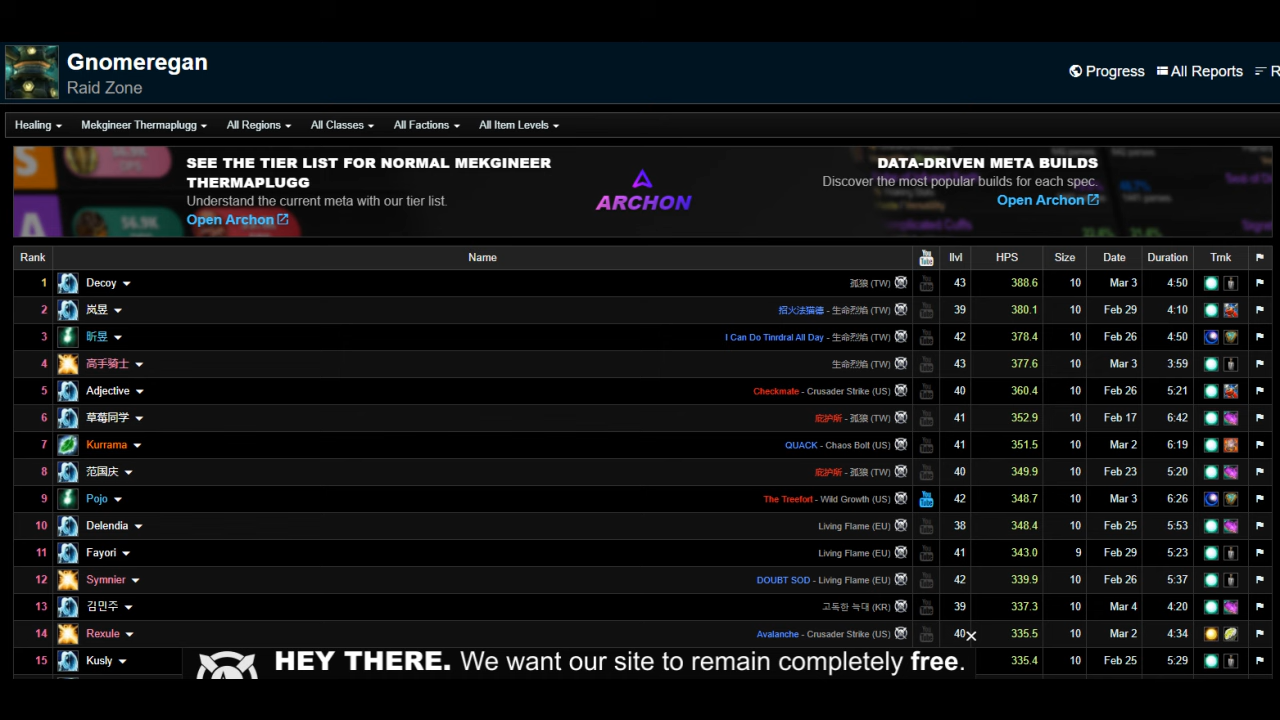 Gnomeregan
Raid Zone
Progress All Reports R
Healing Mekgineer Thermaplugg All Regions All Classes All Factions All Item Levels
SEE THE TIER LIST FOR NORMAL MEKGINEER
THERMAPLUGG
Understand the current meta with our tier list.
Open Archon
ARCHON
DATA-DRIVEN META BUILDS
Discover the most popular builds for each spec.
Open Archon
Rank Name You Tube Ilvl HPS Size Date Duration Trnk
1 Decoy 孤狼 (TW) 43 388.6 10 Mar 3 4:50
2 岚昱 招火法猫德 - 生命烈焰 (TW) 39 380.1 10 Feb 29 4:10
3 昕昱 I Can Do Tinrdral All Day - 生命烈焰 (TW) 42 378.4 10 Feb 26 4:50
4 高手騎士 生命烈焰 (TW) 43 377.6 10 Mar 3 3:59
5 Adjective Checkmate - Crusader Strike (US) 40 360.4 10 Feb 26 5:21
6 草莓同学 庇护所 - 孤狼 (TW) 41 352.9 10 Feb 17 6:42
7 Kurrama QUACK - Chaos Bolt (US) 41 351.5 10 Mar 2 6:19
8 范国庆 庇护所 - 孤狼 (TW) 40 349.9 10 Feb 23 5:20
9 Pojo The Treefort - Wild Growth (US) 42 348.7 10 Mar 3 6:26
10 Delendia Living Flame (EU) 38 348.4 10 Feb 25 5:53
11 Fayori Living Flame (EU) 41 343.0 9 Feb 29 5:23
12 Symnier DOUBT SOD - Living Flame (EU) 42 339.9 10 Feb 26 5:37
13 김민주 고독한 늑대 (KR) 39 337.3 10 Mar 4 4:20
14 Rexule Avalanche - Crusader Strike (US) 40 335.5 10 Mar 2 4:34
15 Kusly 335.4 10 Feb 25 5:29
HEY THERE. We want our site to remain completely free.